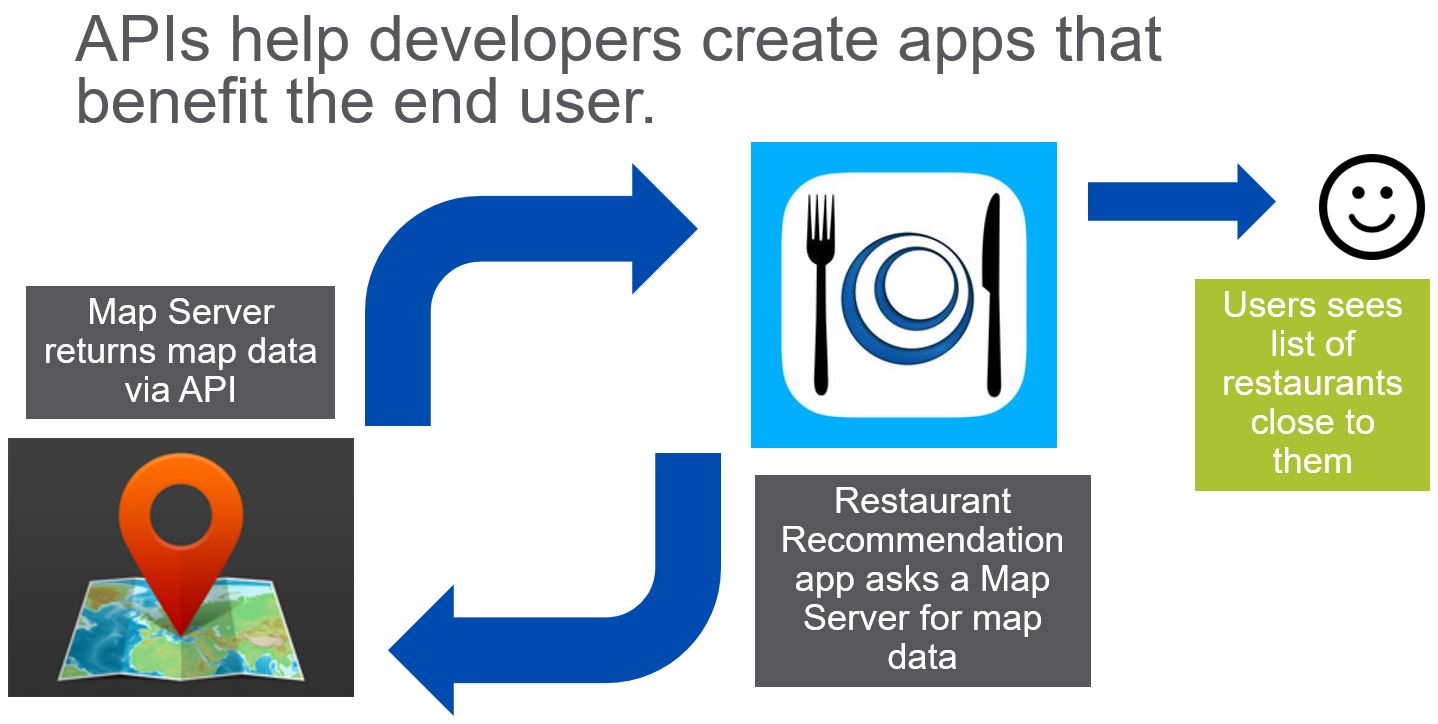 APIs help developers create apps that
benefit the end user.
Map Server
returns map data
via API
Restaurant
Recommendation
app asks a Map
Server for map
data
Users sees
list of
restaurants
close to
them